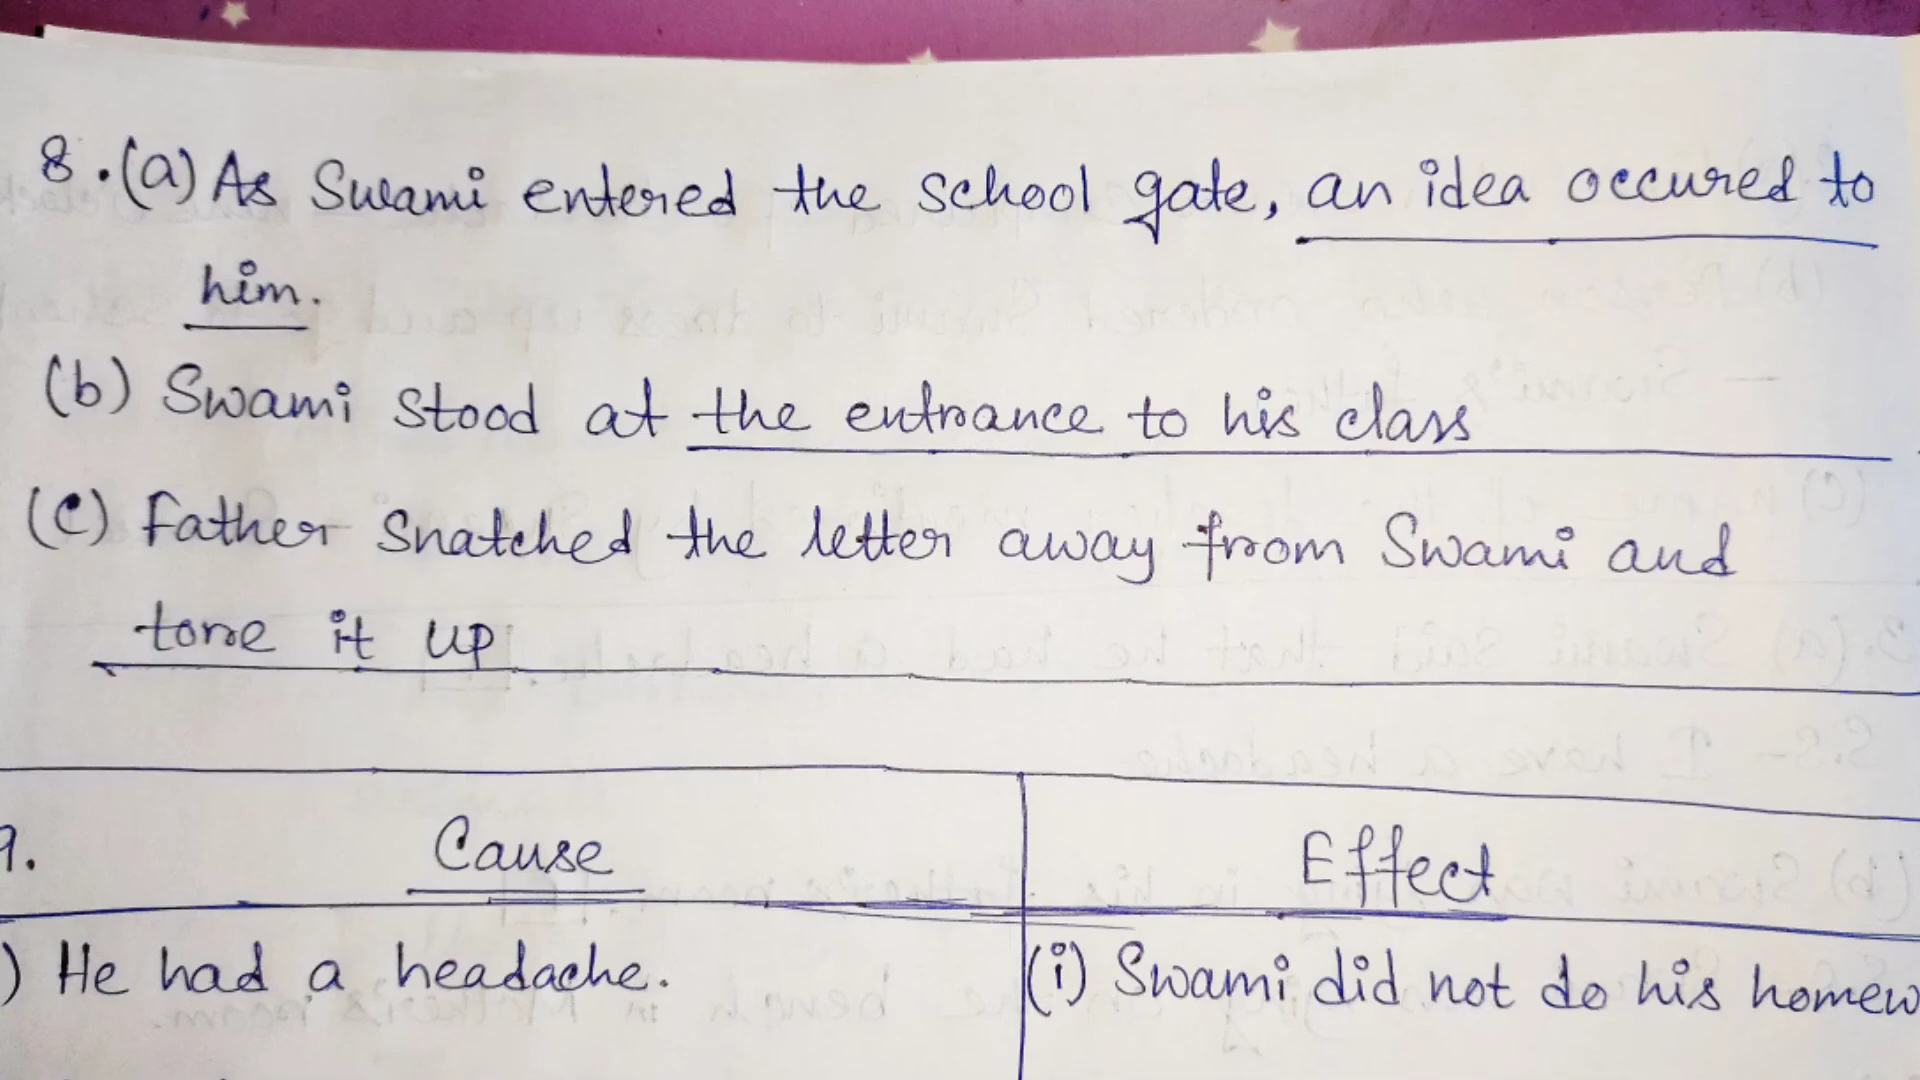 8.(a) As Swami entered the school gate, an idea occured to
him.
(b) Swami stood at the entrance to his class
(C) Father Snatched the letter away from Swami and
tore it up
9. Cause Effect
) He had a headache. (i) Swami did not do his homew